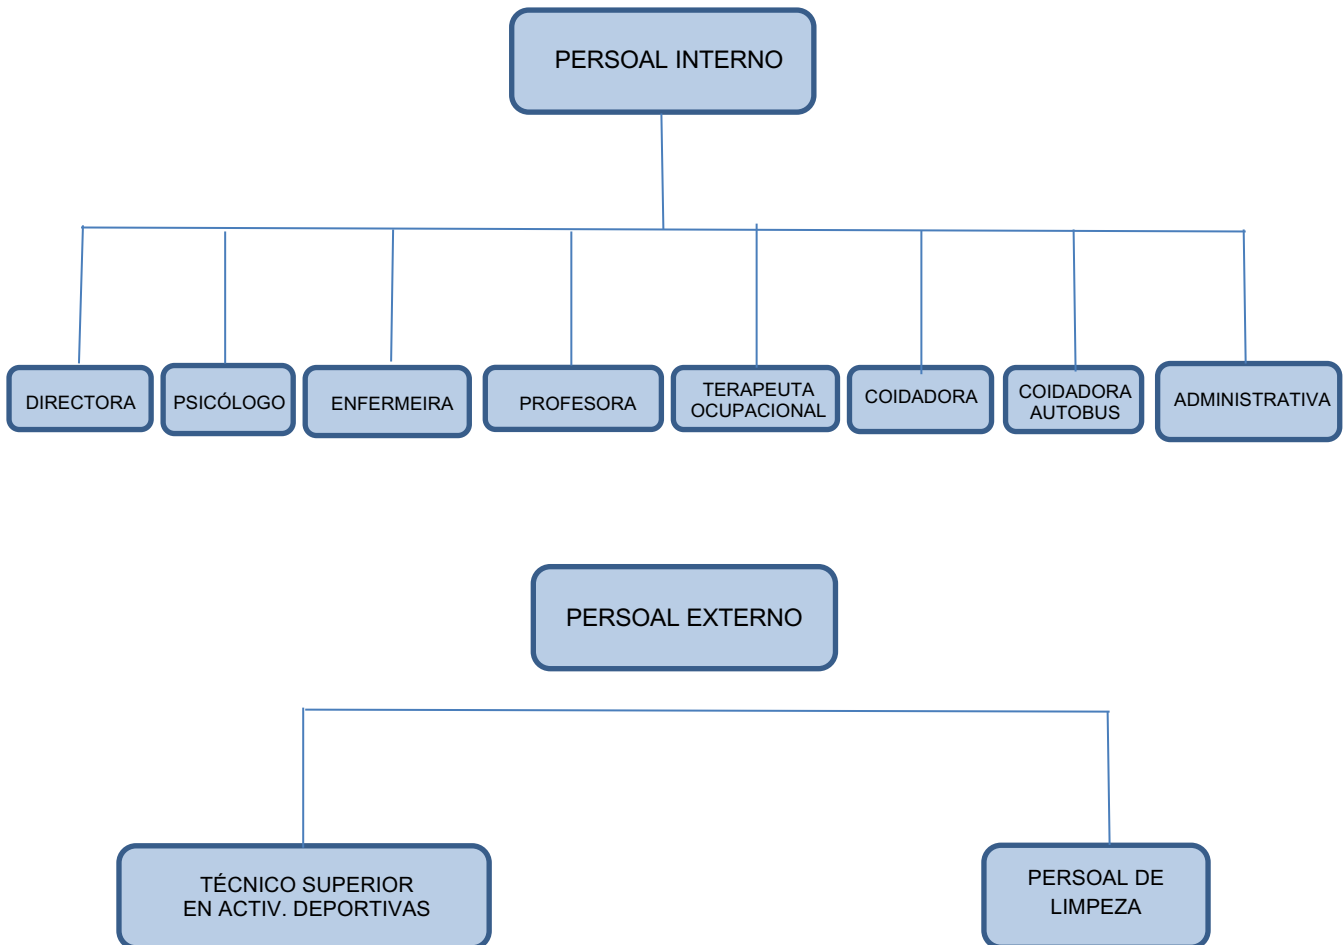 PERSOAL INTERNO
DIRECTORA
PSICÓLOGO
ENFERMEIRA
PROFESORA
TERAPEUTA
OCUPACIONAL
COIDADORA
COIDADORA
AUTOBUS
ADMINISTRATIVA
PERSOAL EXTERNO
TÉCNICO SUPERIOR
EN ACTIV. DEPORTIVAS
PERSOAL DE
LIMPEZA